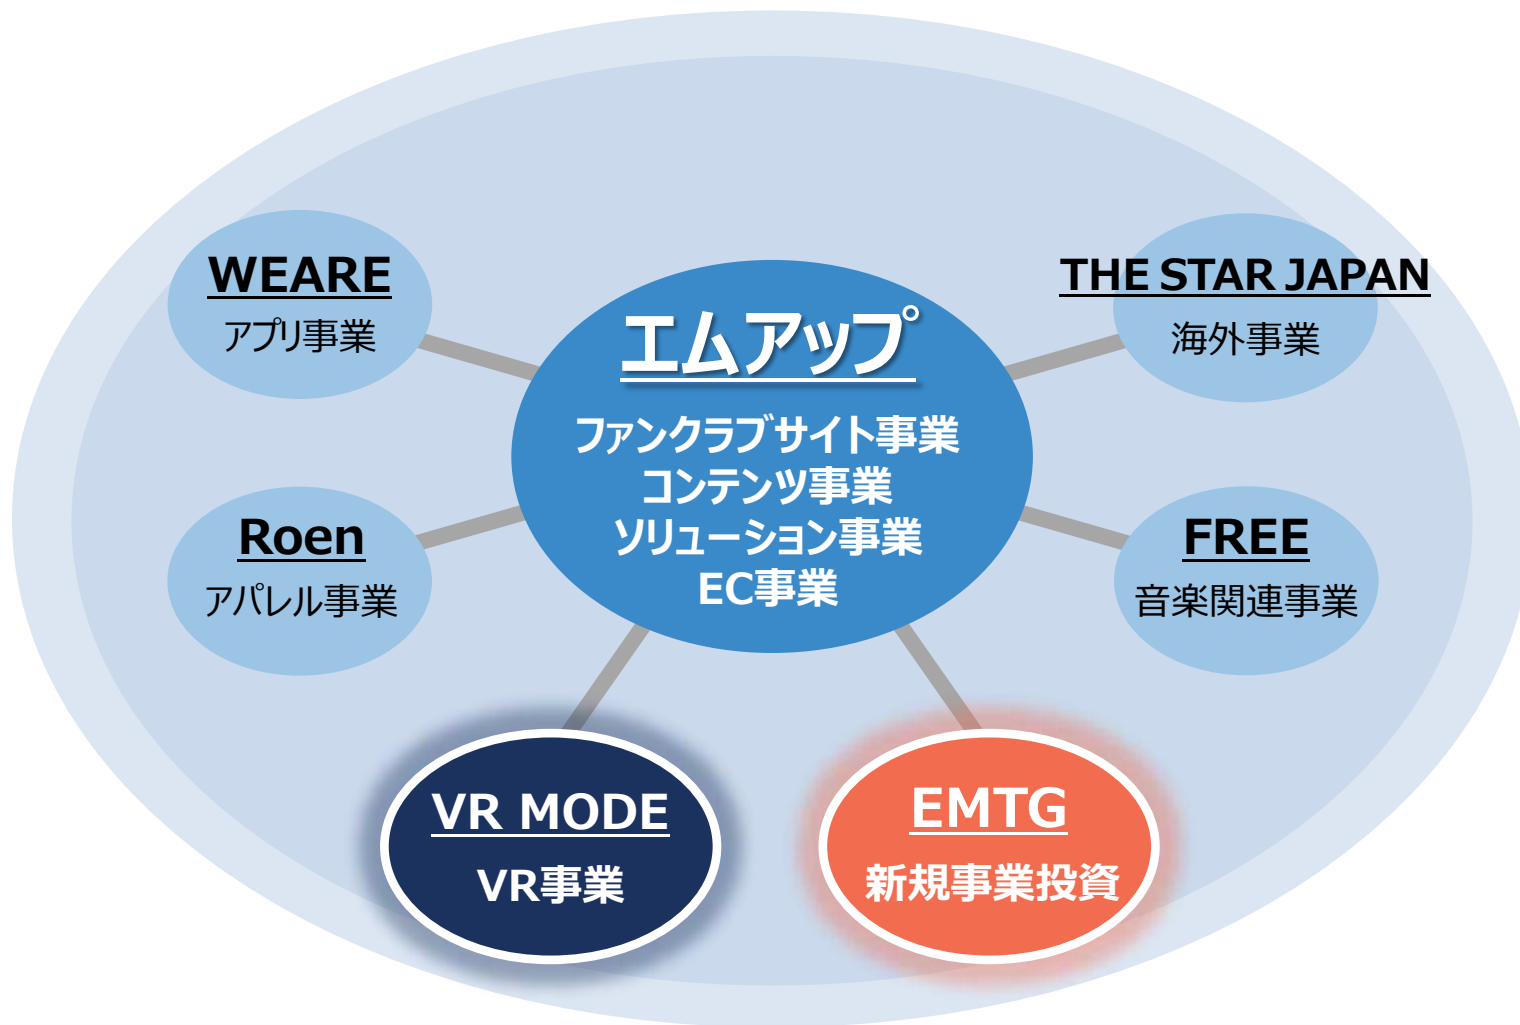 WEARE
アプリ事業
THE STAR JAPAN
海外事業
エムアップ
ファンクラブサイト事業
コンテンツ事業
ソリューション事業
EC事業
Roen
アパレル事業
FREE
音楽関連事業
VR MODE
VR事業
EMTG
新規事業投資